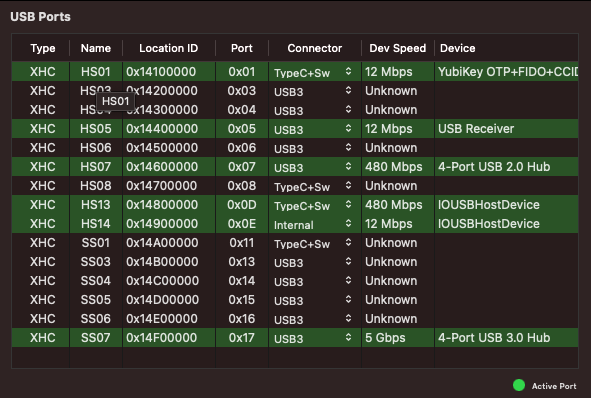 USB Ports
Type Name Location ID Port Connector Dev Speed Device
XHC HS01 0x14100000 0x01 TypeC+Sw 12 Mbps YubiKey OTP+FIDO+CCID
XHC HS03 0x14200000 0x03 USB3 Unknown
HS01
XHC HS04 0x14300000 0x04 USB3 Unknown
XHC HS05 0x14400000 0x05 USB3 12 Mbps USB Receiver
XHC HS06 0x14500000 0x06 USB3 Unknown
XHC HS07 0x14600000 0x07 USB3 480 Mbps 4-Port USB 2.0 Hub
XHC HS08 0x14700000 0x08 USB3 Unknown
XHC HS13 0x14800000 0x0D TypeC+Sw 480 Mbps IOUSBHostDevice
XHC HS14 0x14900000 0x0E Internal 12 Mbps IOUSBHostDevice
XHC SS01 0x14A00000 0x11 TypeC+Sw Unknown
XHC SS03 0x14B00000 0x13 USB3 Unknown
XHC SS04 0x14C00000 0x14 USB3 Unknown
XHC SS05 0x14D00000 0x15 USB3 Unknown
XHC SS06 0x14E00000 0x16 USB3 Unknown
XHC SS07 0x14F00000 0x17 USB3 5 Gbps 4-Port USB 3.0 Hub
Active Port